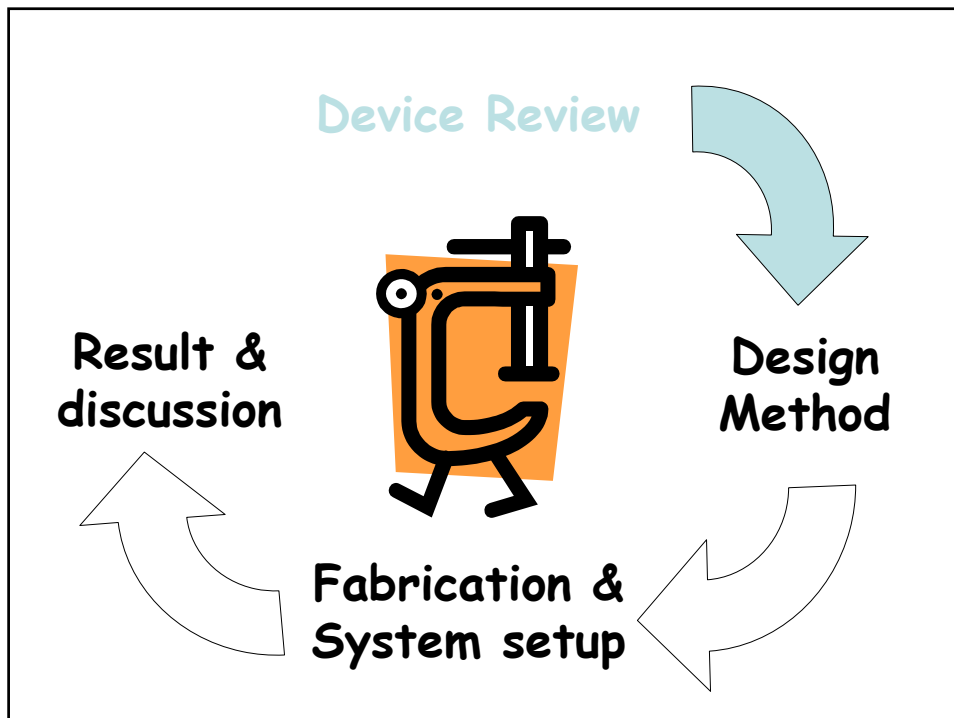 Device Review
Design
Method
Fabrication &
System setup
Result &
discussion